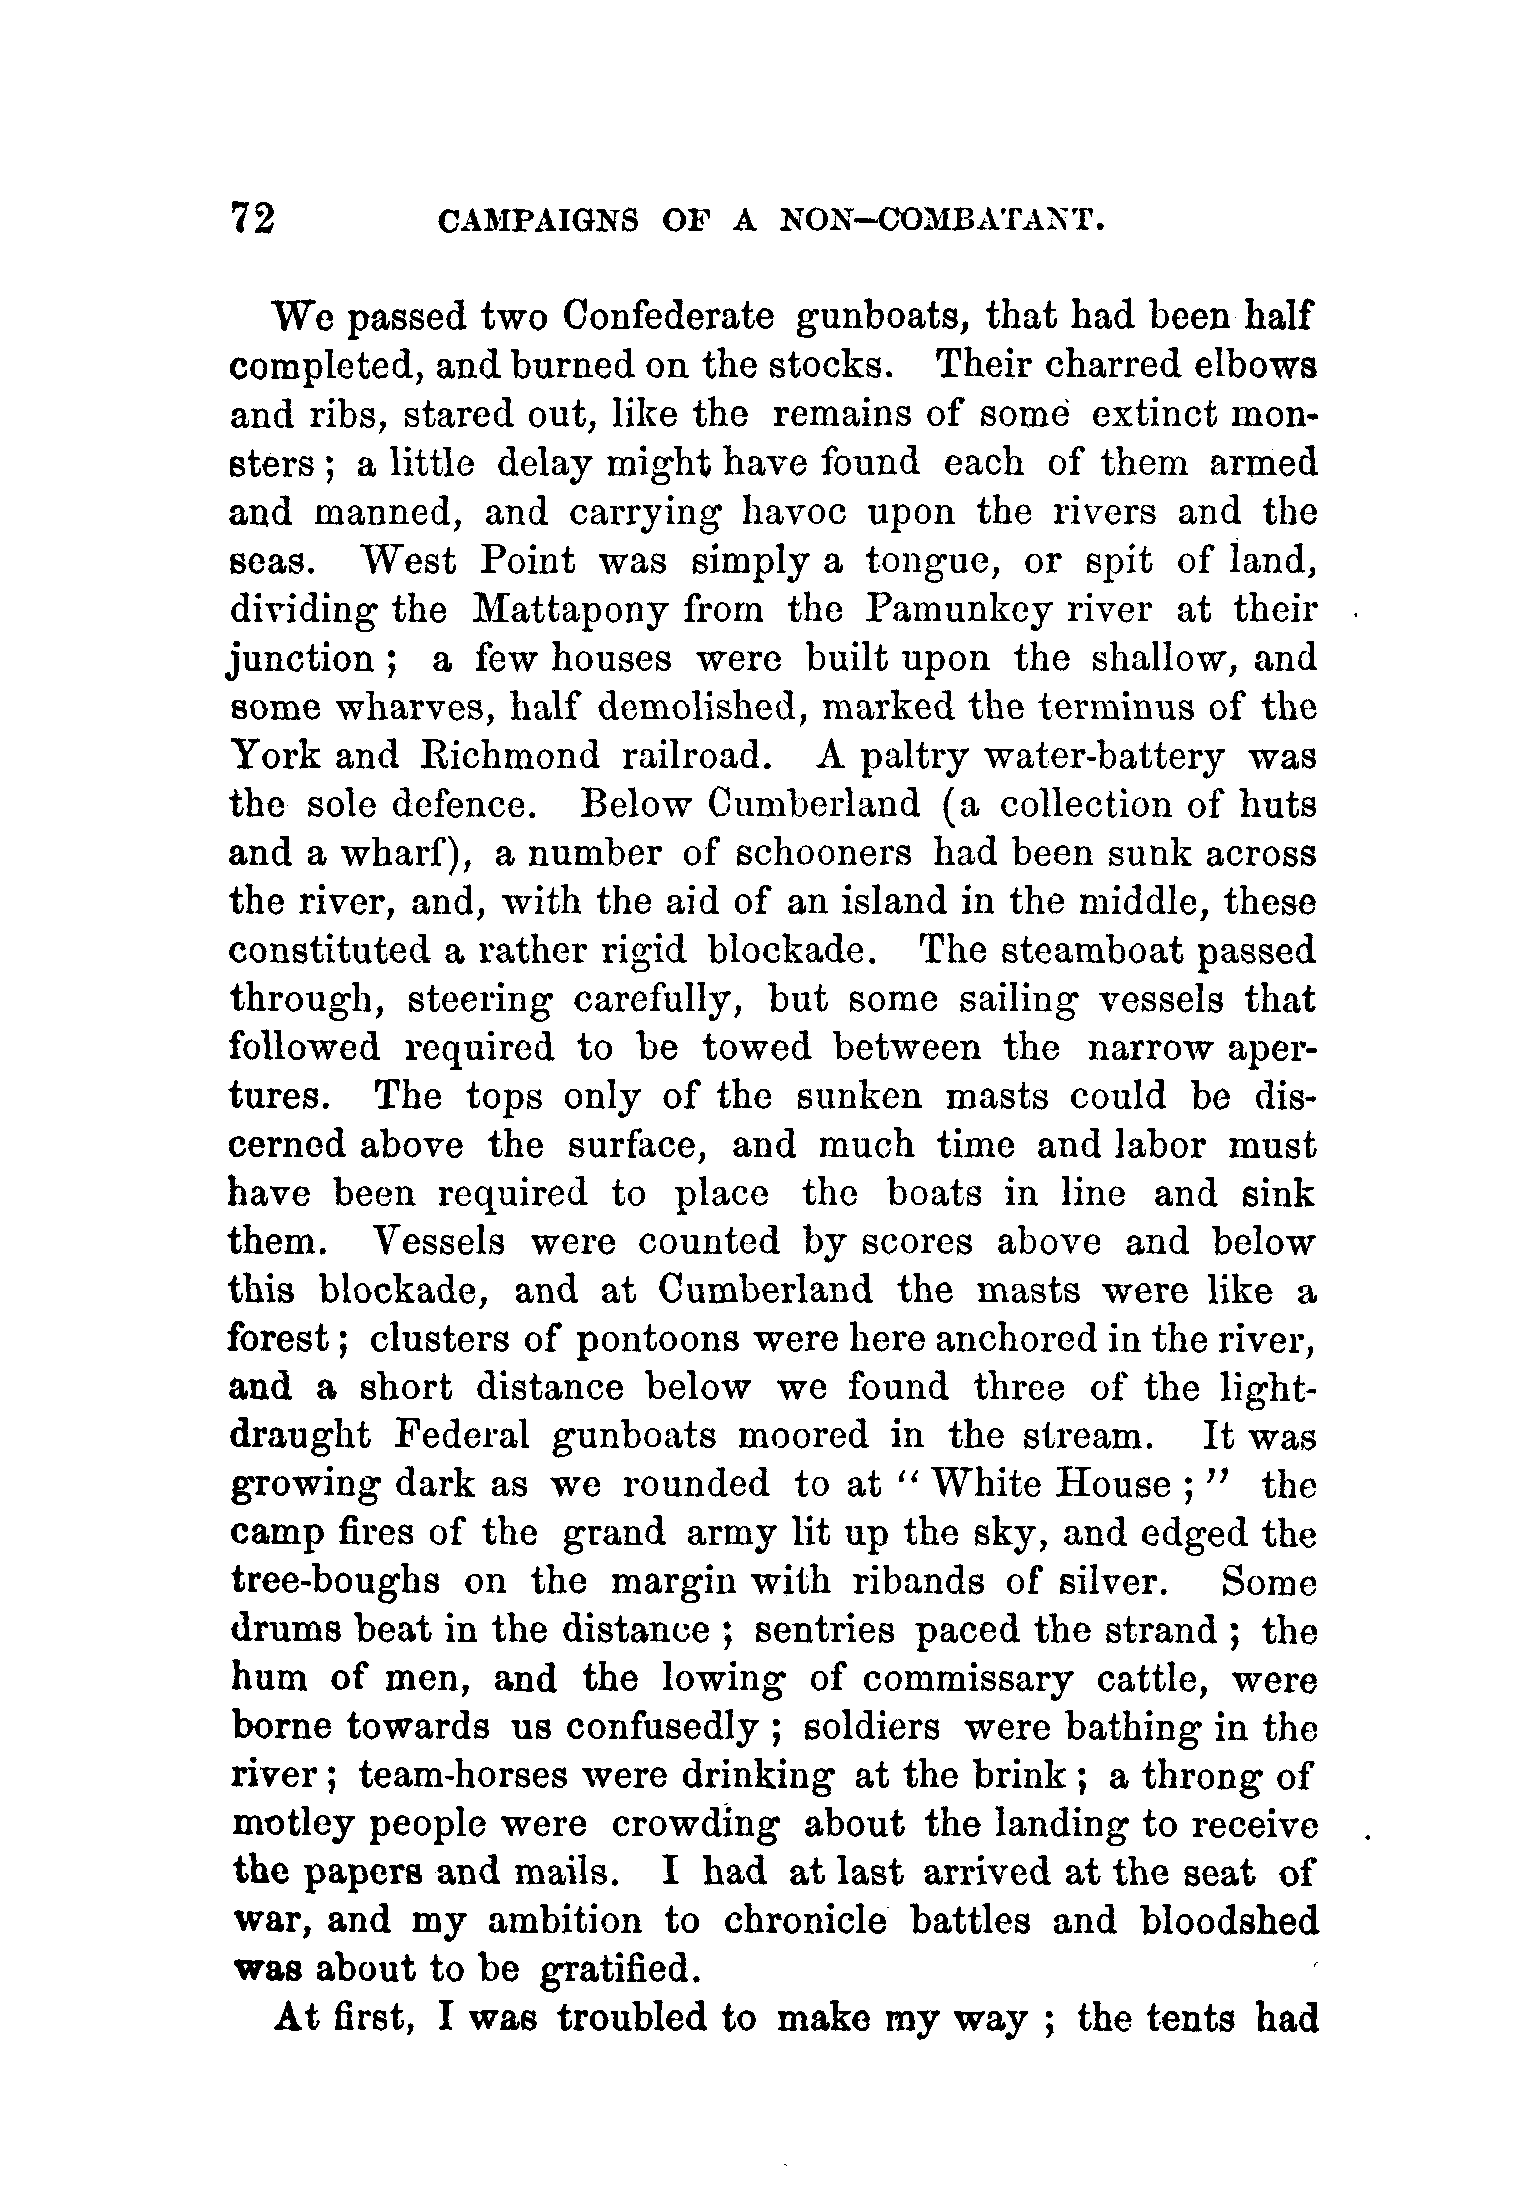 72 CAMPAIGNS OF A NON-COMBATANT.
We passed two Confederate gunboats, that had been half
completed, and burned on the stocks. Their charred elbows
and ribs, stared out, like the remains of some extinct mon-
sters ; a little delay might have found each of them armed
and manned, and carrying havoc upon the rivers and the
seas. West Point was simply a tongue, or spit of land,
dividing the Mattapony from the Pamunkey river at their
junction ; a few houses were built upon the shallow, and
some wharves, half demolished, marked the terminus of the
York and Richmond railroad. A paltry water-battery was
the sole defence. Below Cumberland (a collection of huts
and a wharf), a number of schooners had been sunk across
the river, and, with the aid of an island in the middle, these
constituted a rather rigid blockade. The steamboat passed
through, steering carefully, but some sailing vessels that
followed required to be towed between the narrow aper-
tures. The tops only of the sunken masts could be dis-
cerned above the surface, and much time and labor must
have been required to place the boats in line and sink
them. Vessels were counted by scores above and below
this blockade, and at Cumberland the masts were like a
forest ; clusters of pontoons were here anchored in the river,
and a short distance below we found three of the light-
draught Federal gunboats moored in the stream. It was
growing dark as we rounded to at “ White House ; ” the
camp fires of the grand army lit up the sky, and edged the
tree-boughs on the margin with ribands of silver. Some
drums beat in the distance ; sentries paced the strand ; the
hum of men, and the lowing of commissary cattle, were
borne towards us confusedly ; soldiers were bathing in the
river ; team-horses were drinking at the brink ; a throng of
motley people were crowding about the landing to receive
the papers and mails. I had at last arrived at the seat of
war, and my ambition to chronicle battles and bloodshed
was about to be gratified.
At first, I was troubled to make my way ; the tents had